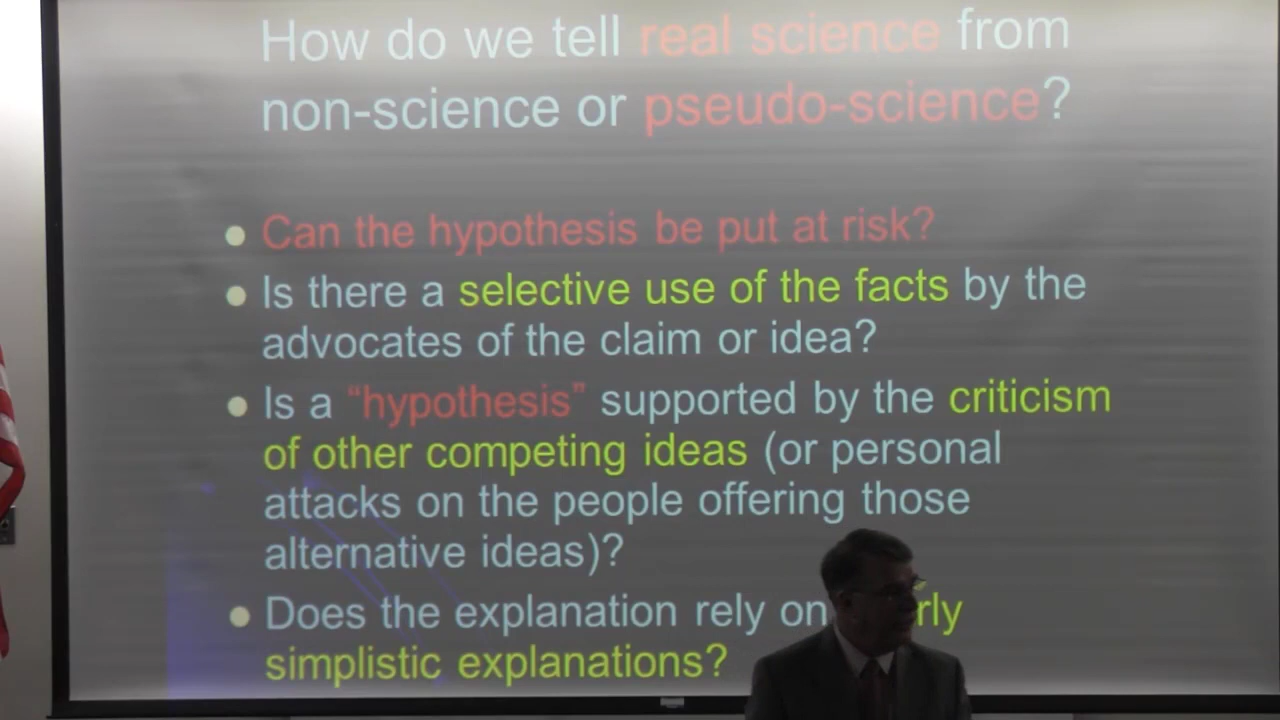 How do we tell real science from
non-science or pseudo-science?
Can the hypothesis be put at risk?
Is there a selective use of the facts by the
advocates of the claim or idea?
Is a “hypothesis” supported by the criticism
of other competing ideas (or personal
attacks on the people offering those
alternative ideas)?
Does the explanation rely on
simplistic explanations?